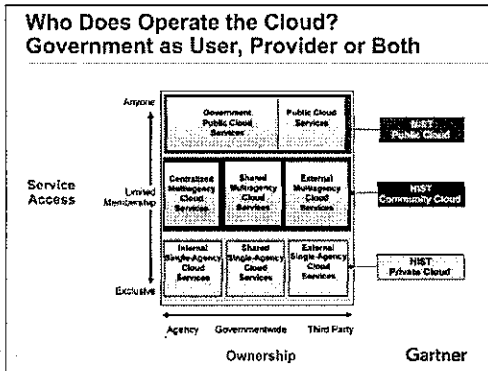 Who Does Operate the Cloud?
Government as User, Provider or Both
Anyone
Government
Public Cloud
Services
Public Cloud
Services
NIST
Public Cloud
Service
Access
Limited
Membership
Centralized
Multiagency
Cloud
Services
Shared
Multiagency
Cloud
Services
External
Multiagency
Cloud
Services
NIST
Community Cloud
Internal
Single-Agency
Cloud
Services
Shared
Single-Agency
Cloud
Services
External
Single-Agency
Cloud
Services
NIST
Private Cloud
Exclusive
Agency
Governmentwide
Third Party
Ownership
Gartner